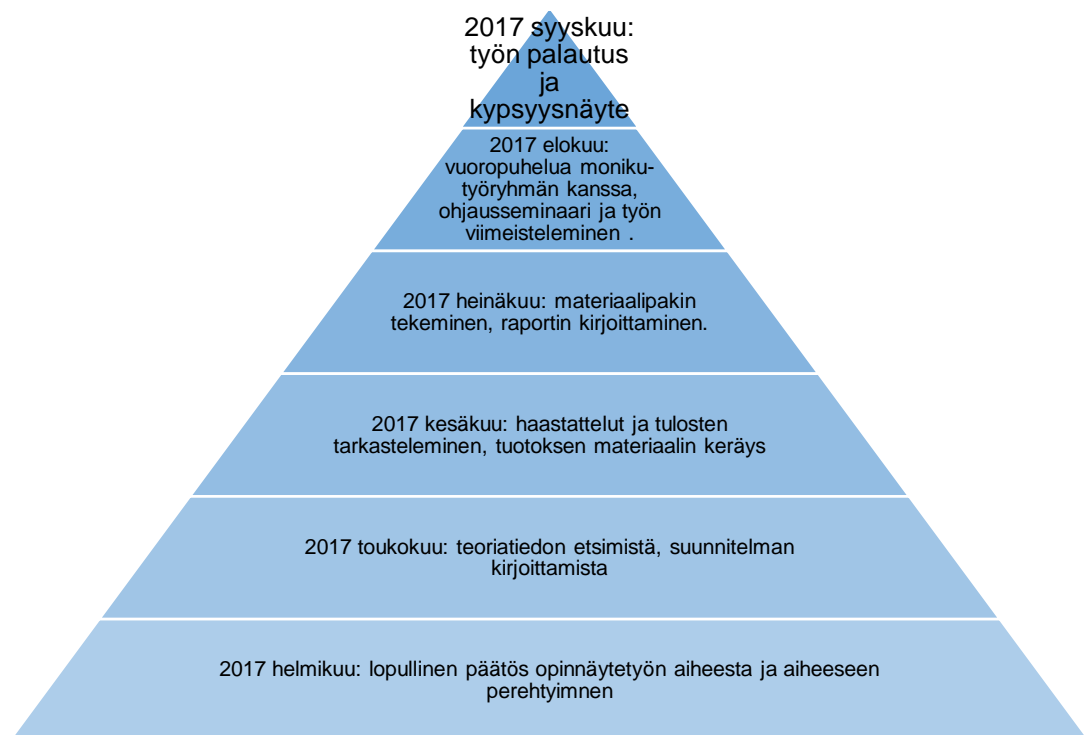 2017 syyskuu:
työn palautus
ja
kypsyysnäyte
2017 elokuu:
vuoropuhelua moniku-
työryhmän kanssa,
ohjausseminaari ja työn
viimeisteleminen .
2017 heinäkuu: materiaalipakin
tekeminen, raportin kirjoittaminen.
2017 kesäkuu: haastattelut ja tulosten
tarkasteleminen, tuotoksen materiaalin keräys
2017 toukokuu: teoriatiedon etsimistä, suunnitelman
kirjoittamista
2017 helmikuu: lopullinen päätös opinnäytetyön aiheesta ja aiheeseen
perehtyimnen